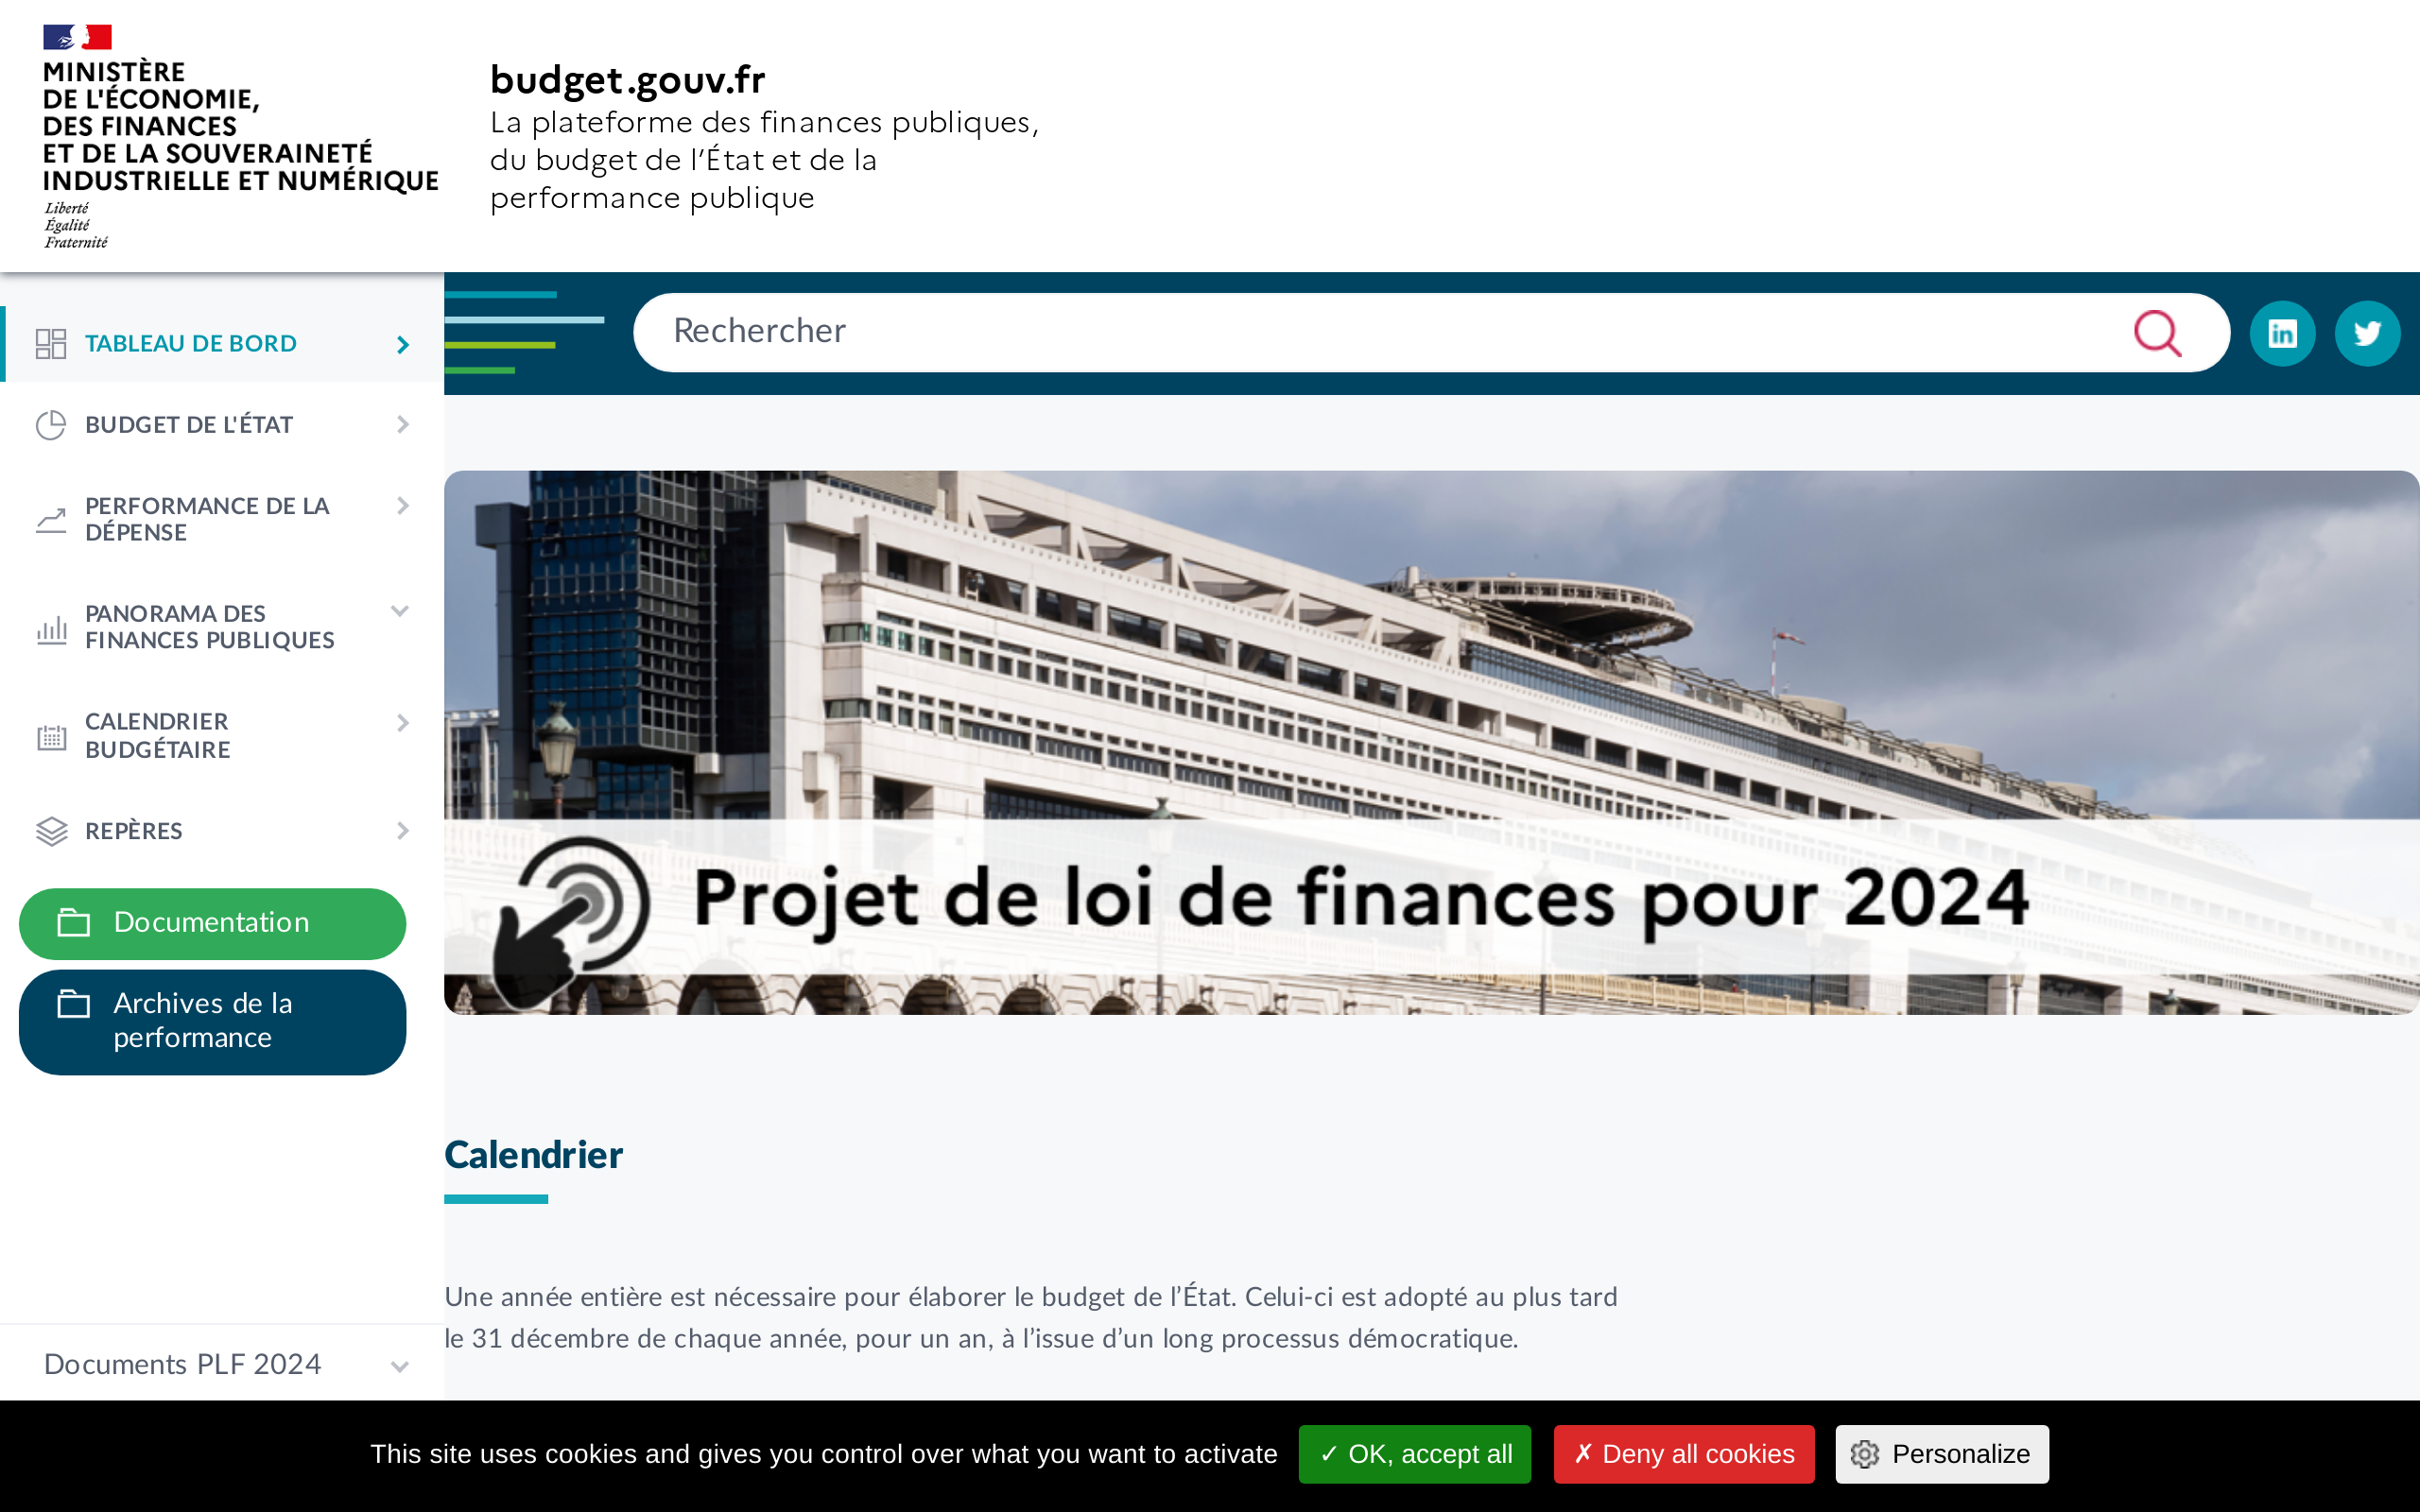 MINISTÈRE
DE L'ÉCONOMIE,
DES FINANCES
ET DE LA SOUVERAINETÉ
INDUSTRIELLE ET NUMÉRIQUE
Liberté
Égalité
Fraternité
budget.gouv.fr
La plateforme des finances publiques,
du budget de l’État et de la
performance publique
TABLEAU DE BORD
BUDGET DE L'ÉTAT
PERFORMANCE DE LA
DÉPENSE
PANORAMA DES
FINANCES PUBLIQUES
CALENDRIER
BUDGÉTAIRE
REPÈRES
Documentation
Archives de la
performance
Documents PLF 2024
Rechercher
Projet de loi de finances pour 2024
Calendrier
Une année entière est nécessaire pour élaborer le budget de l’État. Celui-ci est adopté au plus tard
le 31 décembre de chaque année, pour un an, à l’issue d’un long processus démocratique.
This site uses cookies and gives you control over what you want to activate
✓ OK, accept all
✗ Deny all cookies
Personalize